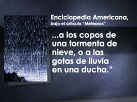 Enciclopedia Americana,
bajo el artículo “Meteoros”
...a los copos de
una tormenta de
nieve, o a las
gotas de lluvia
en una ducha."